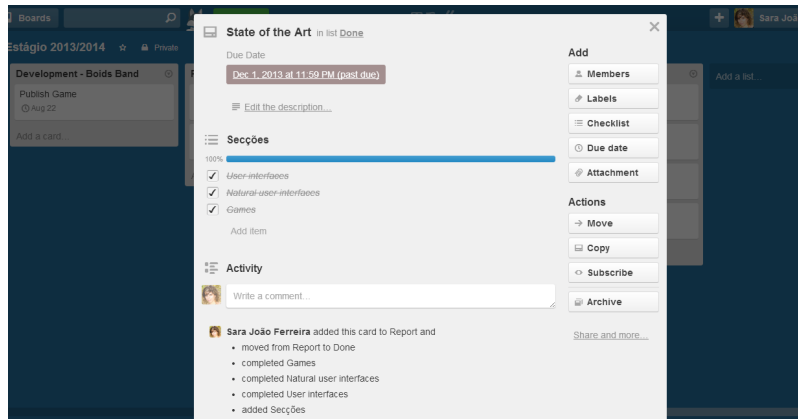 Boards
Sara Joã
Estágio 2013/2014
Private
Development - Boids Band
Publish Game
Aug 22
Add a card...
Add a list...
State of the Art in list Done
Due Date
Dec 1, 2013 at 11:59 PM (past due)
Edit the description...
Secções
100%
User interfaces
Natural user interfaces
Games
Add item
Activity
Write a comment...
Sara João Ferreira added this card to Report and
• moved from Report to Done
• completed Games
• completed Natural user interfaces
• completed User interfaces
• added Secções
Add
Members
Labels
Checklist
Due date
Attachment
Actions
Move
Copy
Subscribe
Archive
Share and more...